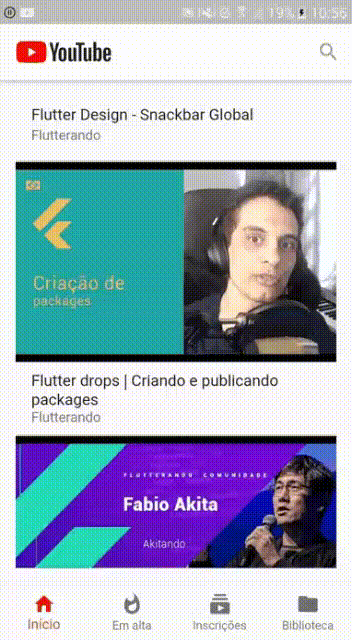 19% 10:56
YouTube
Flutter Design - Snackbar Global
Flutterando
Criação de
packages
Flutter drops | Criando e publicando
packages
Flutterando
FLUTTERANDO COMUNIDADE
Fabio Akita
Akitando
Início
Em alta
Inscrições
Biblioteca